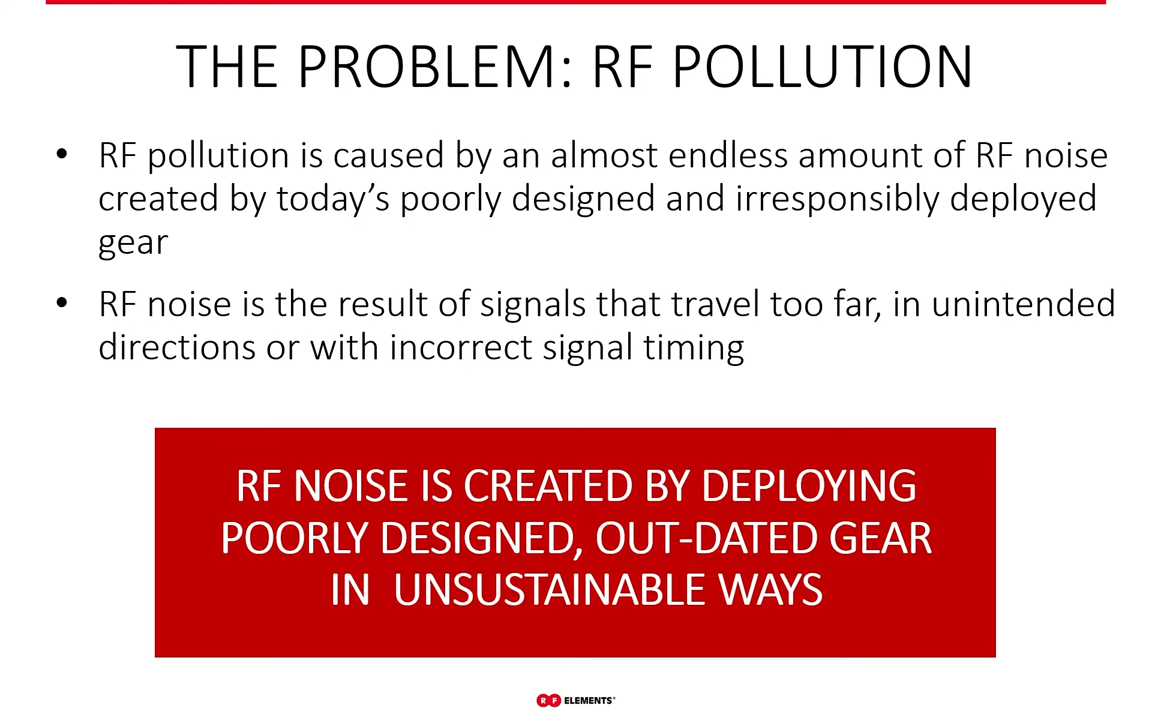 THE PROBLEM: RF POLLUTION
• RF pollution is caused by an almost endless amount of RF noise
created by today’s poorly designed and irresponsibly deployed
gear
• RF noise is the result of signals that travel too far, in unintended
directions or with incorrect signal timing
RF NOISE IS CREATED BY DEPLOYING
POORLY DESIGNED, OUT-DATED GEAR
IN  UNSUSTAINABLE WAYS
RF ELEMENTS®